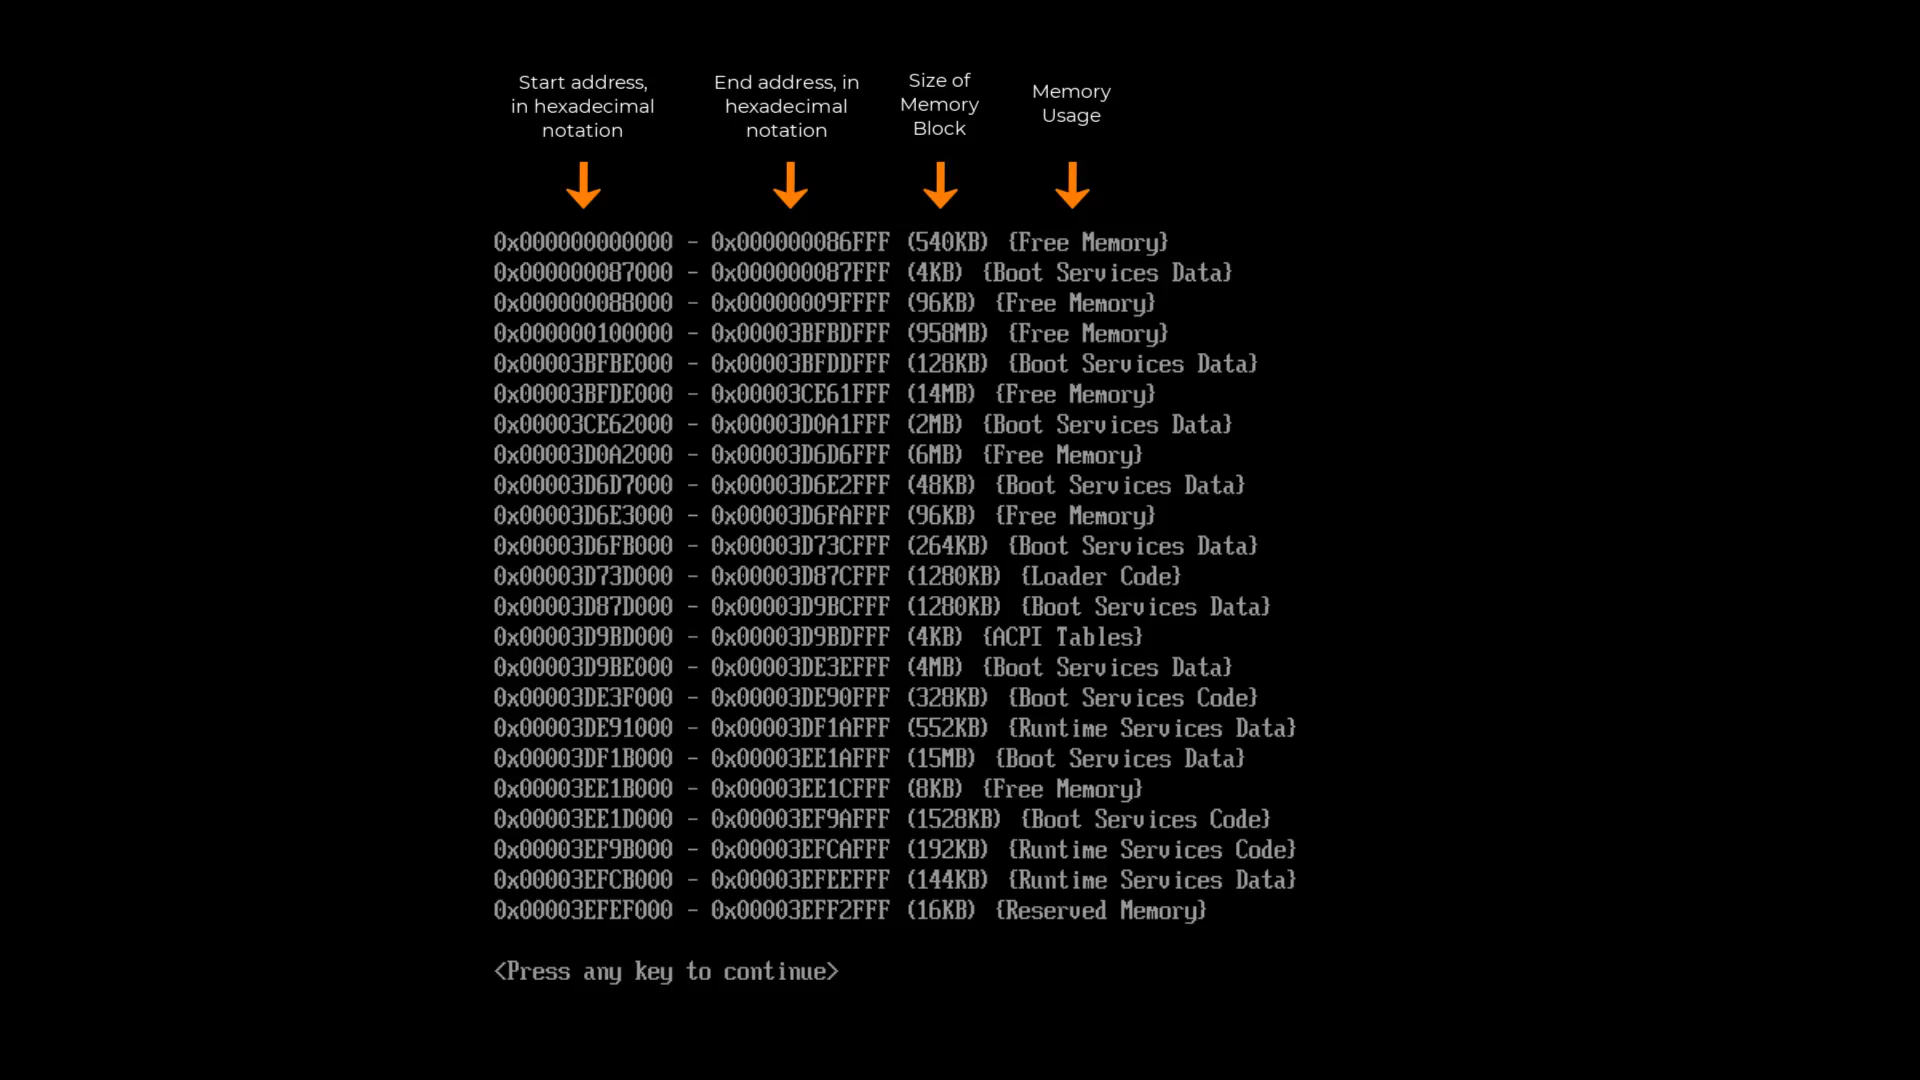 Start address,
in hexadecimal
notation
End address, in
hexadecimal
notation
Size of
Memory
Block
Memory
Usage
0x000000000000 - 0x000000086FFF (540KB) {Free Memory}
0x000000087000 - 0x000000087FFF (4KB) {Boot Services Data}
0x000000088000 - 0x00000009FFFF (96KB) {Free Memory}
0x000000100000 - 0x00003BFBDFFF (958MB) {Free Memory}
0x00003BFBE000 - 0x00003BFDDFFF (128KB) {Boot Services Data}
0x00003BFDE000 - 0x00003CE61FFF (14MB) {Free Memory}
0x00003CE62000 - 0x00003D0A1FFF (2MB) {Boot Services Data}
0x00003D0A2000 - 0x00003D6D6FFF (6MB) {Free Memory}
0x00003D6D7000 - 0x00003D6E2FFF (48KB) {Boot Services Data}
0x00003D6E3000 - 0x00003D6FAFFF (96KB) {Free Memory}
0x00003D6FB000 - 0x00003D73CFFF (264KB) {Boot Services Data}
0x00003D73D000 - 0x00003D87CFFF (1280KB) {Loader Code}
0x00003D87D000 - 0x00003D9BCFFF (1280KB) {Boot Services Data}
0x00003D9BD000 - 0x00003D9BDFFF (4KB) {ACPI Tables}
0x00003D9BE000 - 0x00003DE3EFFF (4MB) {Boot Services Data}
0x00003DE3F000 - 0x00003DE90FFF (328KB) {Boot Services Code}
0x00003DE91000 - 0x00003DF1AFFF (552KB) {Runtime Services Data}
0x00003DF1B000 - 0x00003EE1AFFF (15MB) {Boot Services Data}
0x00003EE1B000 - 0x00003EE1CFFF (8KB) {Free Memory}
0x00003EE1D000 - 0x00003EF9AFFF (1528KB) {Boot Services Code}
0x00003EF9B000 - 0x00003EFCAFFF (192KB) {Runtime Services Code}
0x00003EFCB000 - 0x00003EFEEFFF (144KB) {Runtime Services Data}
0x00003EFEF000 - 0x00003EFF2FFF (16KB) {Reserved Memory}
<Press any key to continue>